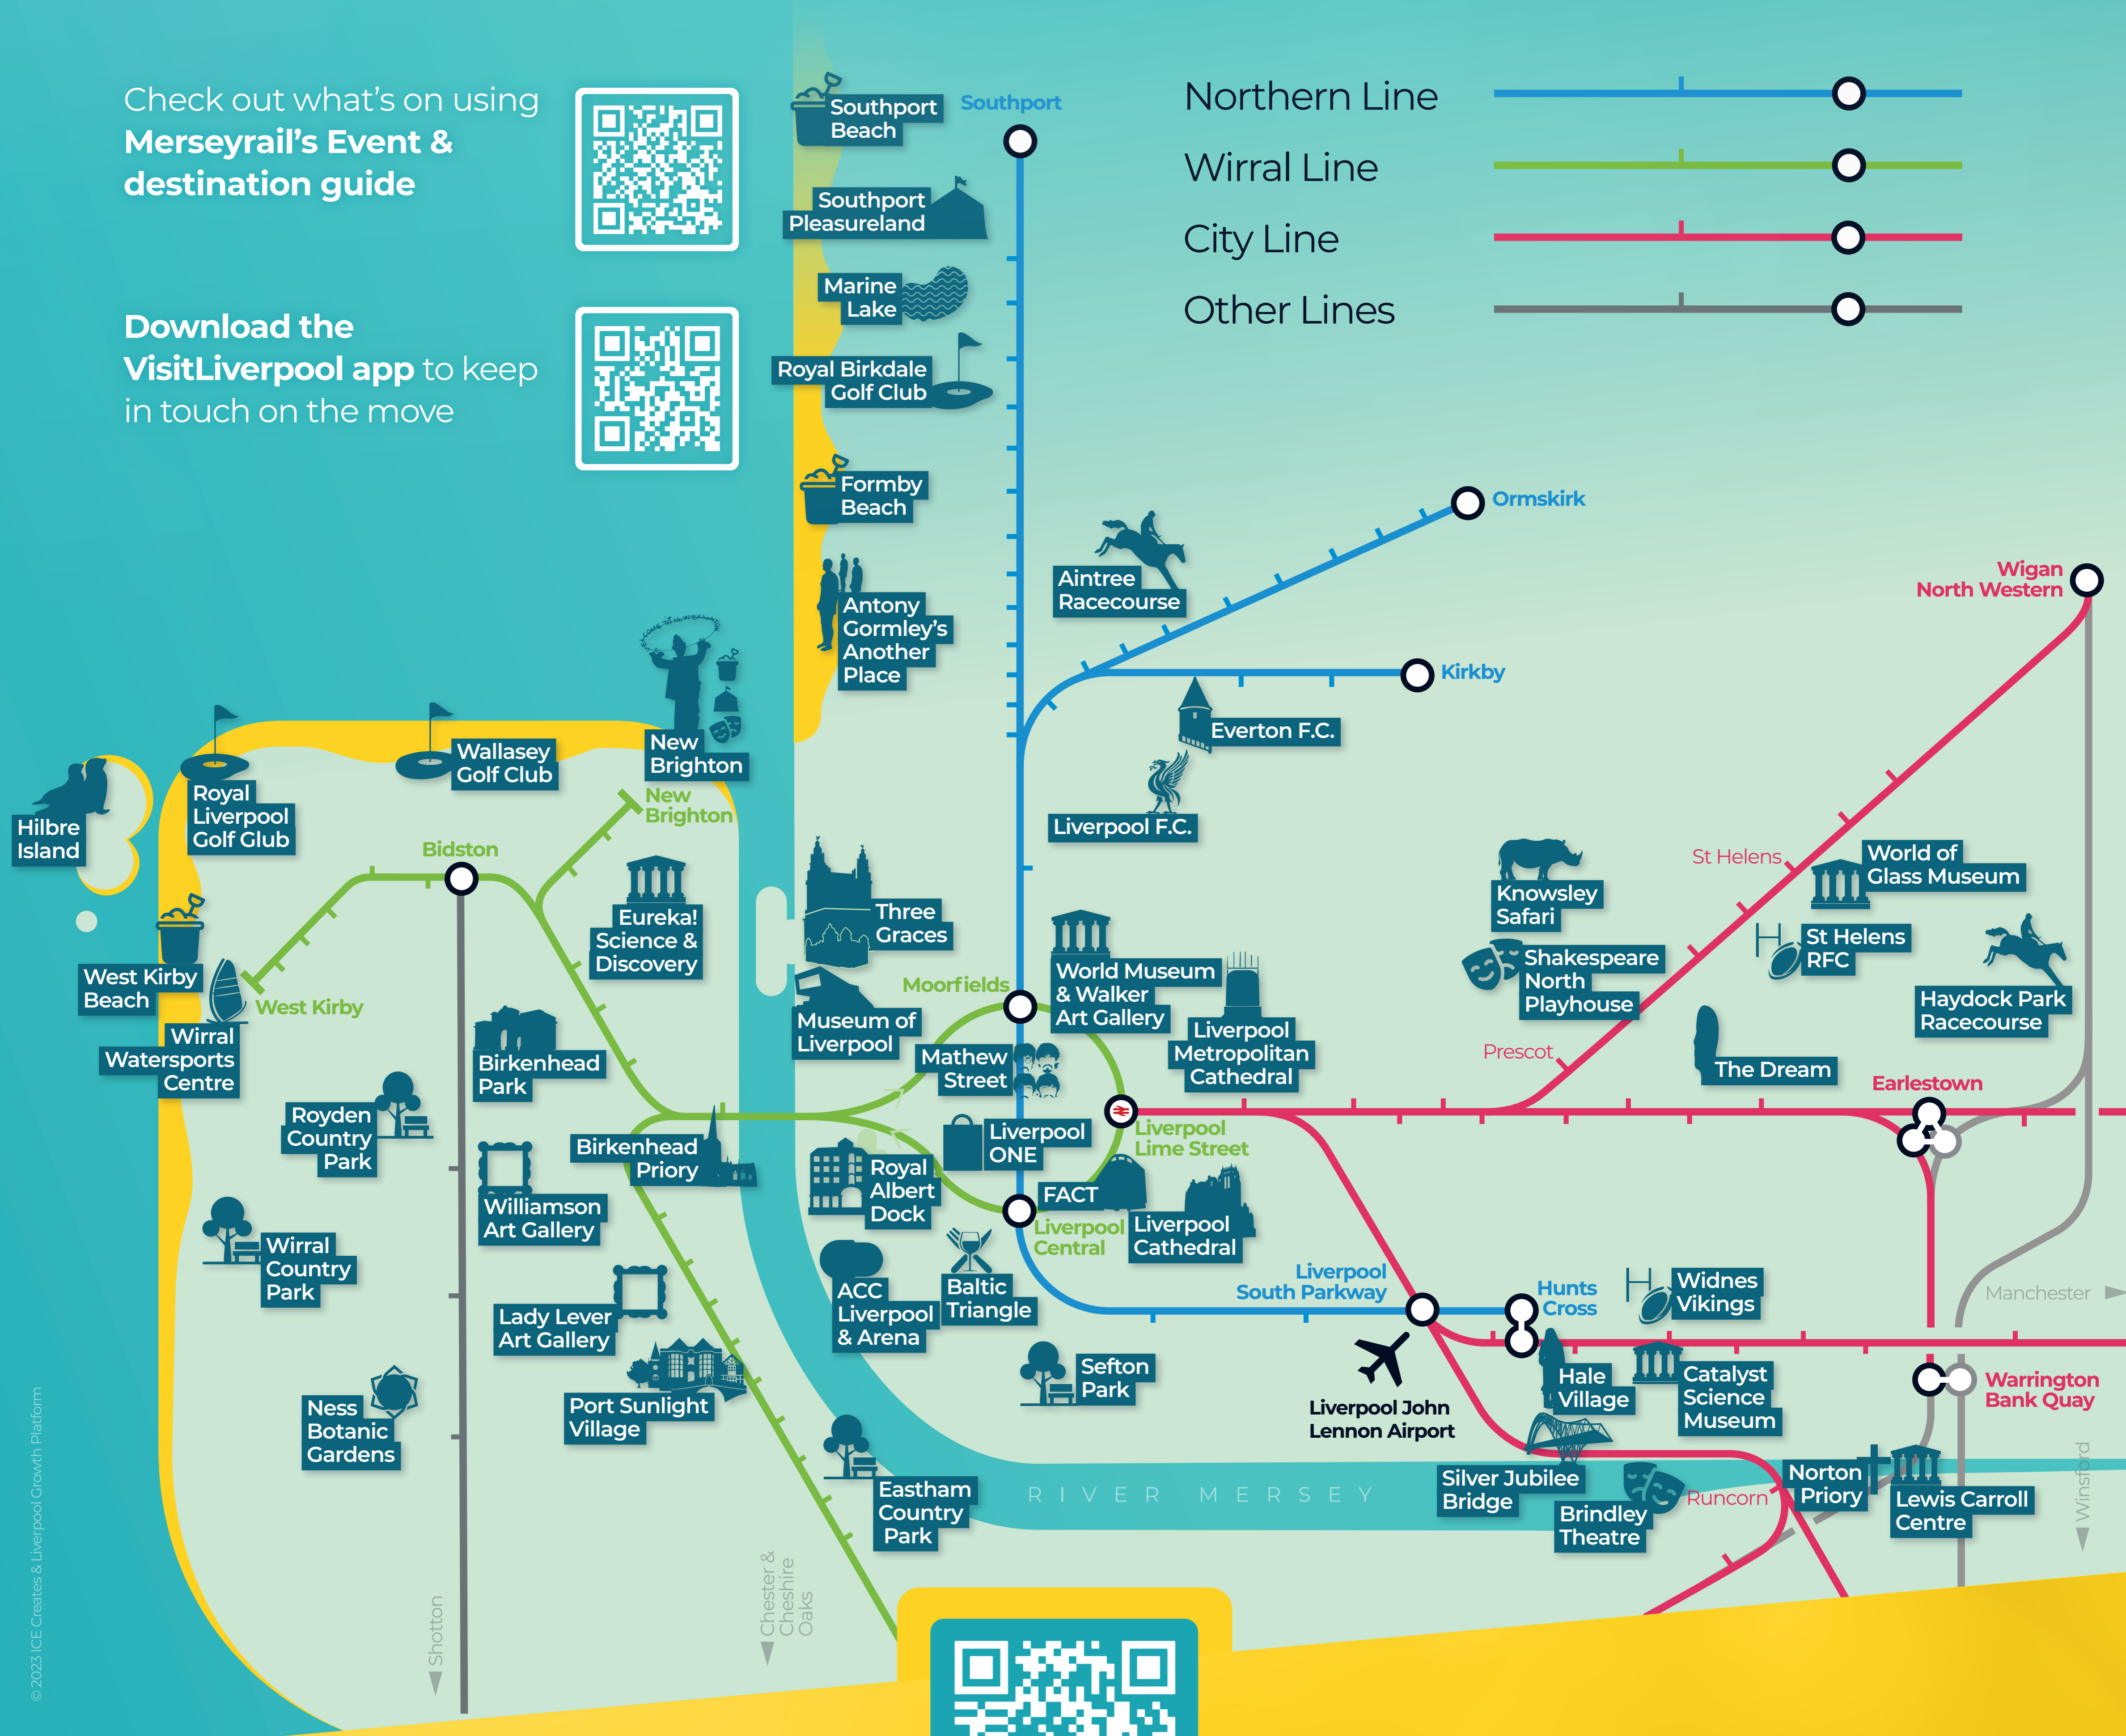 Check out what's on using
Merseyrail's Event &
destination guide
Download the
VisitLiverpool app to keep
in touch on the move
Northern Line
Wirral Line
City Line
Other Lines
Southport
Beach
Southport
Southport
Pleasureland
Marine
Lake
Royal Birkdale
Golf Club
Formby
Beach
Antony
Gormley's
Another
Place
Ormskirk
Aintree
Racecourse
Kirkby
Everton F.C.
Liverpool F.C.
Wigan
North Western
New
Brighton
New
Brighton
Wallasey
Golf Club
Royal
Liverpool
Golf Glub
Hilbre
Island
Bidston
West Kirby
Beach
West Kirby
Wirral
Watersports
Centre
Eureka!
Science &
Discovery
Birkenhead
Park
Royden
Country
Park
Birkenhead
Priory
Williamson
Art Gallery
Wirral
Country
Park
Lady Lever
Art Gallery
Port Sunlight
Village
Ness
Botanic
Gardens
Eastham
Country
Park
Three
Graces
Moorfields
Museum of
Liverpool
Mathew
Street
World Museum
& Walker
Art Gallery
Liverpool
Metropolitan
Cathedral
Liverpool
ONE
Liverpool
Lime Street
Royal
Albert
Dock
FACT
Liverpool
Central
Liverpool
Cathedral
ACC
Liverpool
& Arena
Baltic
Triangle
Sefton
Park
Knowsley
Safari
Shakespeare
North
Playhouse
St Helens
World of
Glass Museum
St Helens
RFC
Haydock Park
Racecourse
Prescot
The Dream
Earlestown
Liverpool
South Parkway
Hunts
Cross
Widnes
Vikings
Manchester
Liverpool John
Lennon Airport
Hale
Village
Catalyst
Science
Museum
Warrington
Bank Quay
Silver Jubilee
Bridge
Brindley
Theatre
Runcorn
Norton
Priory
Lewis Carroll
Centre
Winsford
RIVER MERSEY
Shotton
Chester &
Cheshire
Oaks
© 2023 ICE Creates & Liverpool Growth Platform